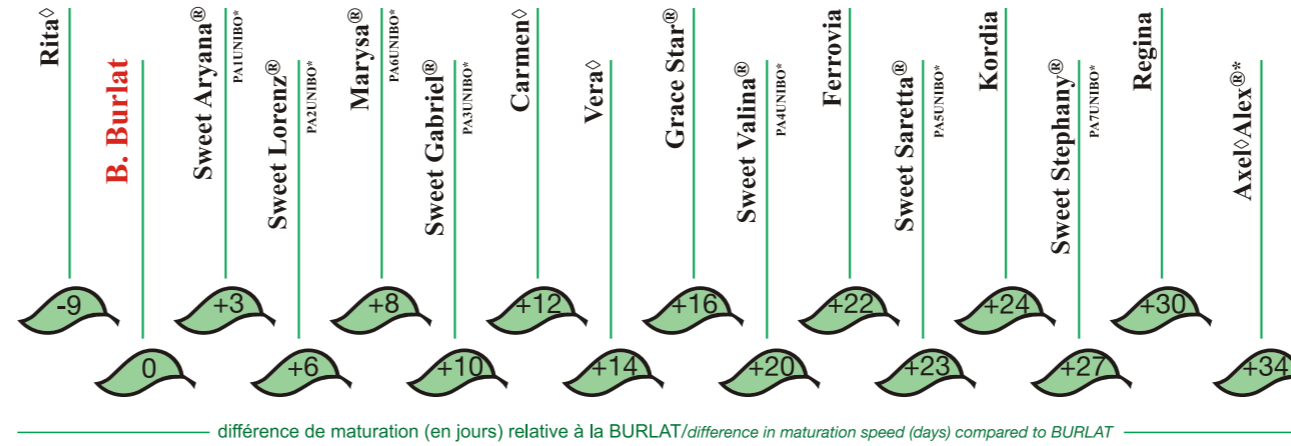 Rita◊
B. Burlat
Sweet Aryana®
PA1UNIBO*
Sweet Lorenz®
PA2UNIBO*
Marysa®
PA6UNIBO*
Sweet Gabriel®
PA3UNIBO*
Carmen◊
Vera◊
Grace Star®
Sweet Valina®
PA4UNIBO*
Ferrovia
Sweet Saretta®
PA5UNIBO*
Kordia
Sweet Stephany®
PA7UNIBO*
Regina
Axel◊Alex®*
-9
+3
+8
+12
+16
+22
+24
+30
0
+6
+10
+14
+20
+23
+27
+34
différence de maturation (en jours) relative à la BURLAT/difference in maturation speed (days) compared to BURLAT